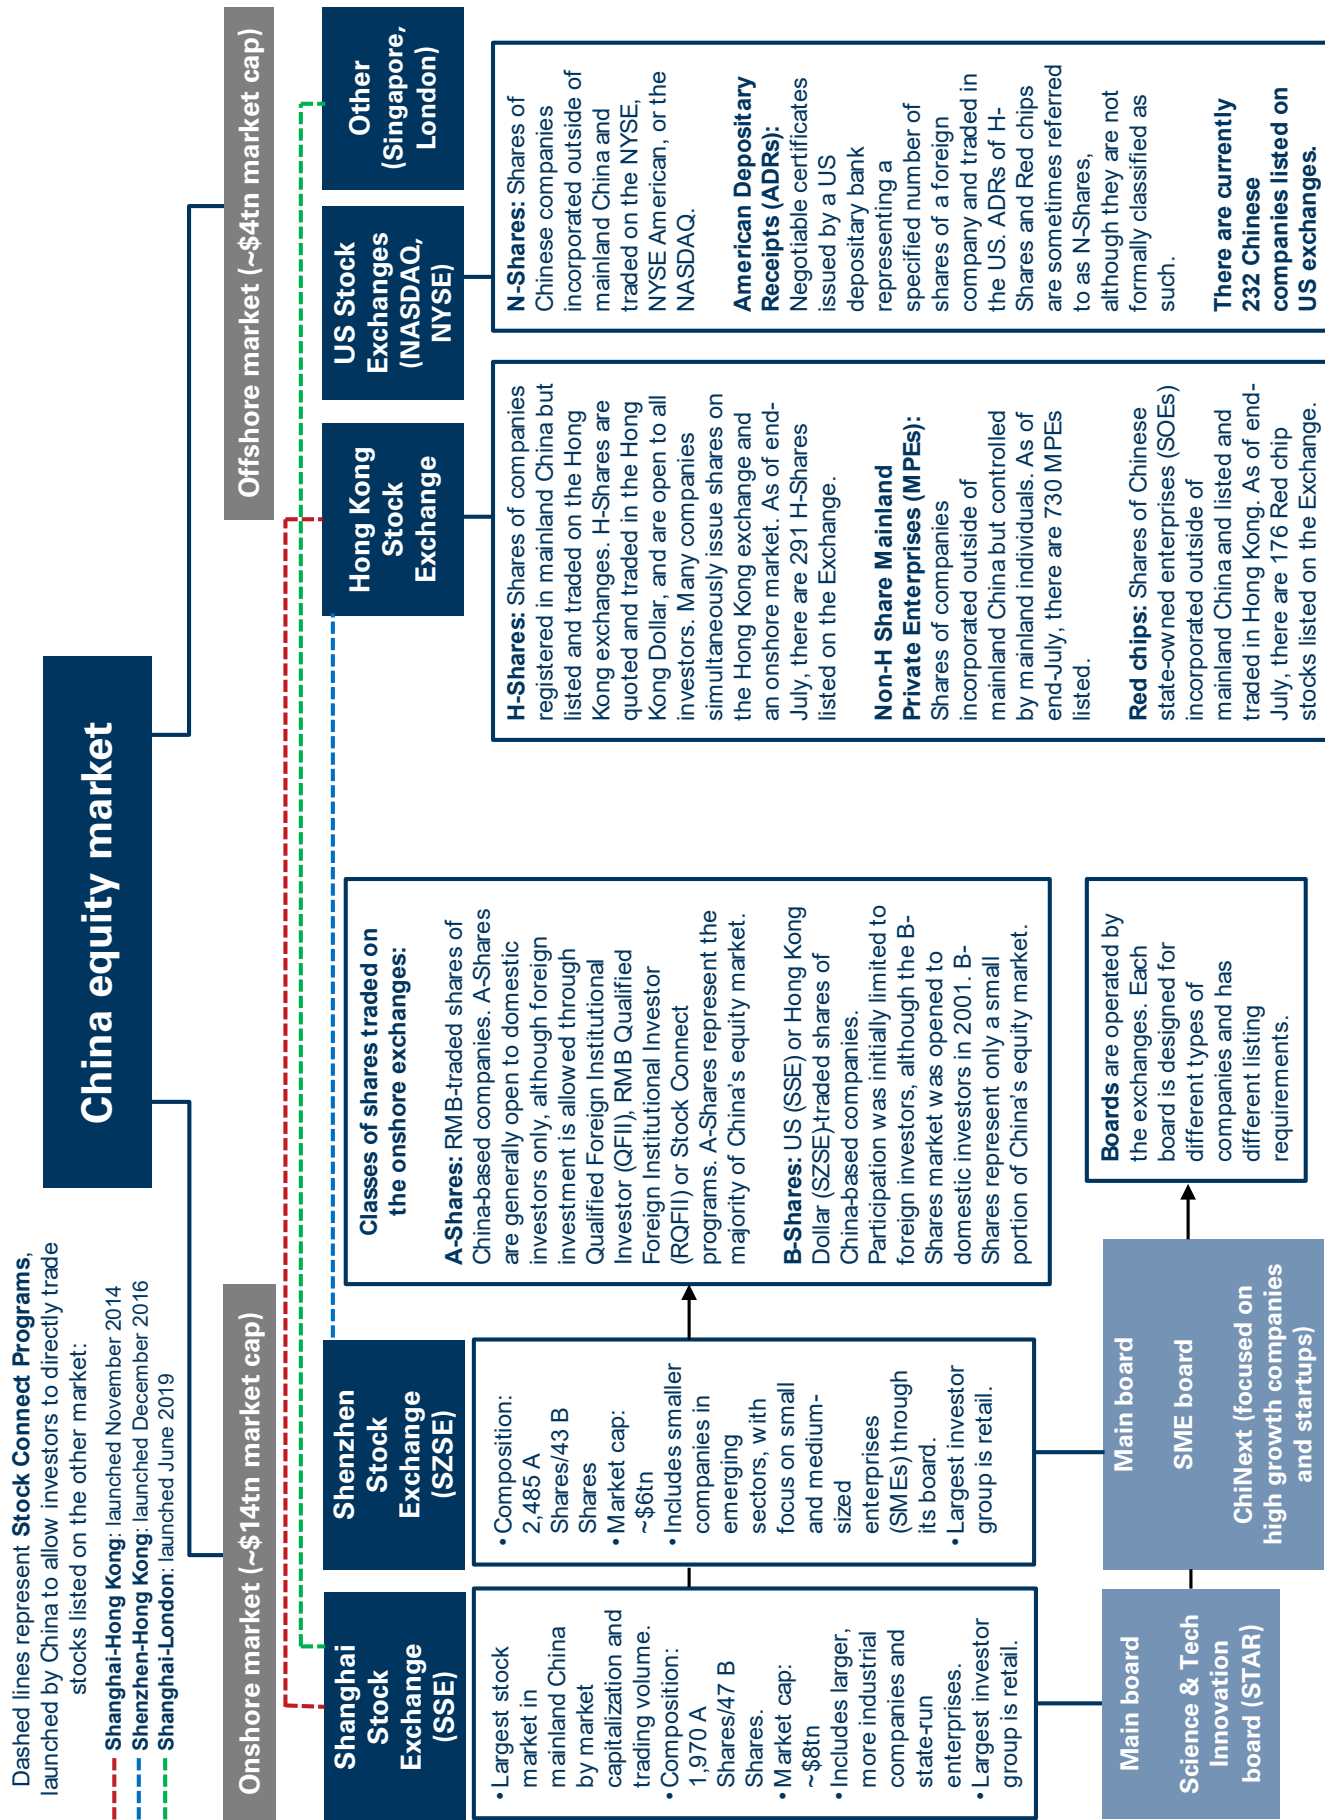 China equity market
Dashed lines represent Stock Connect Programs,
launched by China to allow investors to directly trade
stocks listed on the other market:
Shanghai-Hong Kong: launched November 2014
Shenzhen-Hong Kong: launched December 2016
Shanghai-London: launched June 2019
Onshore market (~$14tn market cap)
Offshore market (~$4tn market cap)
Shanghai
Stock
Exchange
(SSE)
• Largest stock
market in
mainland China
by market
capitalization and
trading volume.
• Composition:
1,970 A
Shares/47 B
Shares.
• Market cap:
~$8tn
• Includes larger,
more industrial
companies and
state-run
enterprises.
• Largest investor
group is retail.
Main board
Science & Tech
Innovation
board (STAR)
Shenzhen
Stock
Exchange
(SZSE)
• Composition:
2,485 A
Shares/43 B
Shares
• Market cap:
~$6tn
• Includes smaller
companies in
emerging
sectors, with
focus on small
and medium-
sized
enterprises
(SMEs) through
its board.
• Largest investor
group is retail.
Main board
SME board
ChiNext (focused on
high growth companies
and startups)
Classes of shares traded on
the onshore exchanges:
A-Shares: RMB-traded shares of
China-based companies. A-Shares
are generally open to domestic
investors only, although foreign
investment is allowed through
Qualified Foreign Institutional
Investor (QFII), RMB Qualified
Foreign Institutional Investor
(RQFII) or Stock Connect
programs. A-Shares represent the
majority of China's equity market.
B-Shares: US (SSE) or Hong Kong
Dollar (SZSE)-traded shares of
China-based companies.
Participation was initially limited to
foreign investors, although the B-
Shares market was opened to
domestic investors in 2001. B-
Shares represent only a small
portion of China's equity market.
Boards are operated by
the exchanges. Each
board is designed for
different types of
companies and has
different listing
requirements.
Hong Kong
Stock
Exchange
H-Shares: Shares of companies
registered in mainland China but
listed and traded on the Hong
Kong exchanges. H-Shares are
quoted and traded in the Hong
Kong Dollar, and are open to all
investors. Many companies
simultaneously issue shares on
the Hong Kong exchange and
an onshore market. As of end-
July, there are 291 H-Shares
listed on the Exchange.
Non-H Share Mainland
Private Enterprises (MPEs):
Shares of companies
incorporated outside of
mainland China but controlled
by mainland individuals. As of
end-July, there are 730 MPEs
listed.
Red chips: Shares of Chinese
state-owned enterprises (SOEs)
incorporated outside of
mainland China and listed and
traded in Hong Kong. As of end-
July, there are 176 Red chip
stocks listed on the Exchange.
US Stock
Exchanges
(NASDAQ,
NYSE)
Other
(Singapore,
London)
N-Shares: Shares of
Chinese companies
incorporated outside of
mainland China and
traded on the NYSE,
NYSE American, or the
NASDAQ.
American Depositary
Receipts (ADRs):
Negotiable certificates
issued by a US
depositary bank
representing a
specified number of
shares of a foreign
company and traded in
the US. ADRs of H-
Shares and Red chips
are sometimes referred
to as N-Shares,
although they are not
formally classified as
such.
There are currently
232 Chinese
companies listed on
US exchanges.